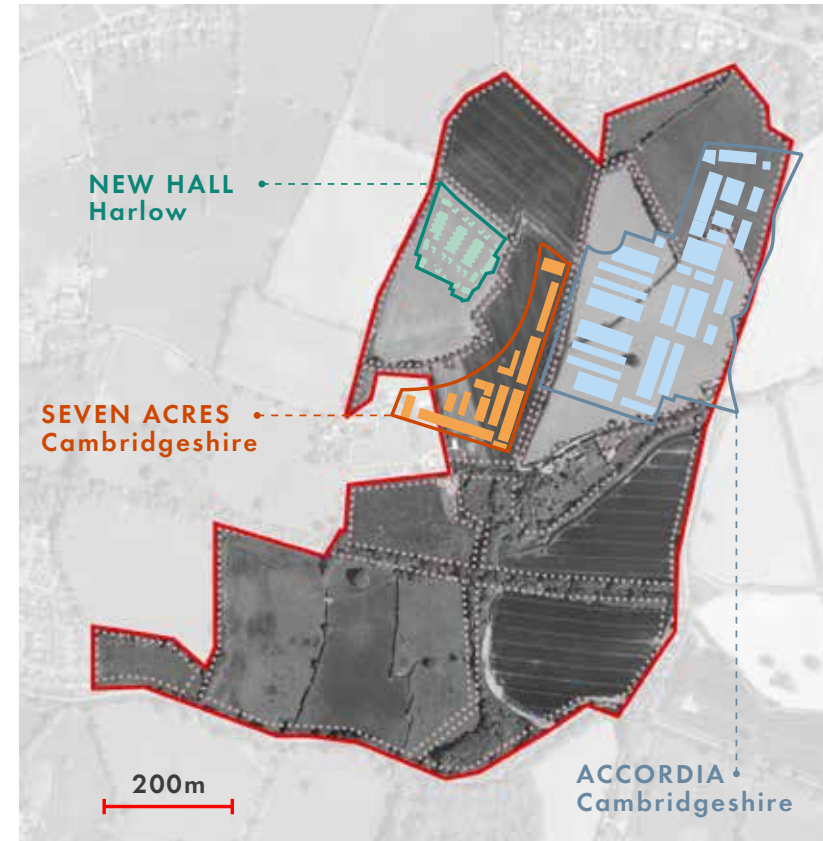 NEW HALL
Harlow
SEVEN ACRES
Cambridgeshire
200m
ACCORDIA
Cambridgeshire